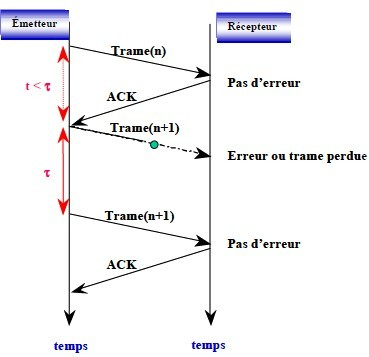 Émetteur
Récepteur
Trame(n)
Pas d'erreur
t < τ
ACK
Trame(n+1)
Erreur ou trame perdue
τ
Trame(n+1)
Pas d'erreur
ACK
temps
temps